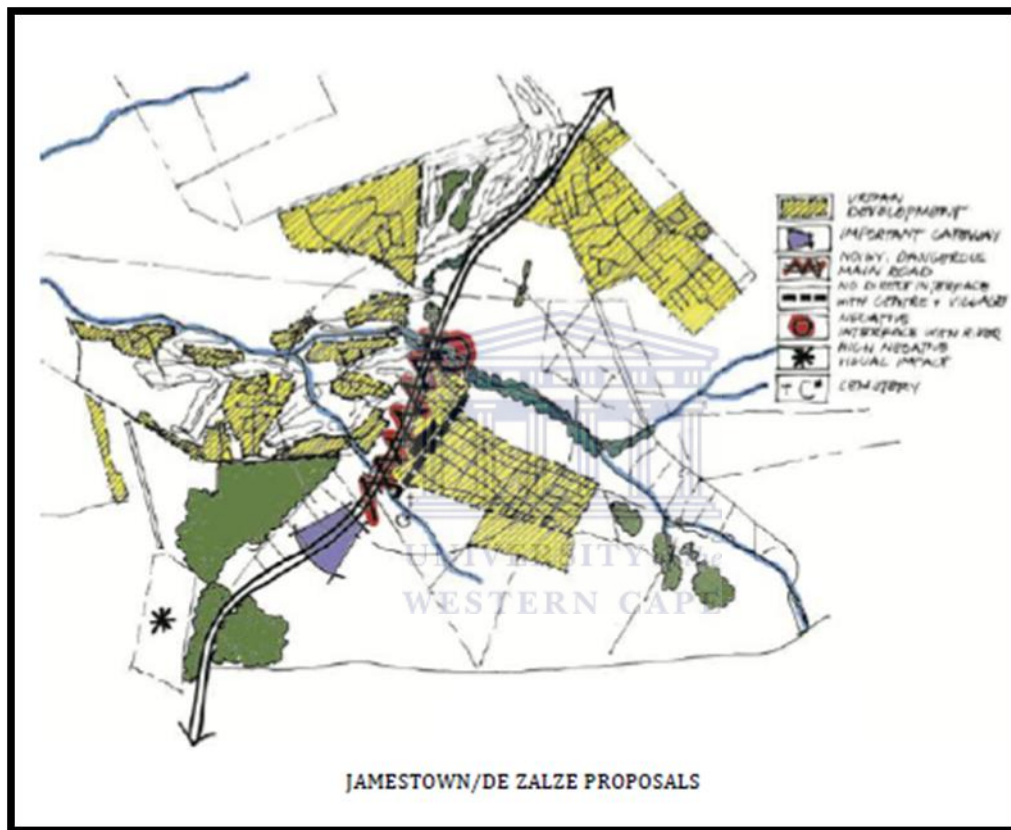 URBAN
DEVELOPMENT
IMPORTANT GATEWAY
NOISY, DANGEROUS
MAIN ROAD
NO DIRECT INTERFACE
WITH CENTRE + VILLAGES
NEGATIVE
INTERFACE WITH RIVER
HIGH NEGATIVE
VISUAL IMPACT
† C CEMETERY
C
UNIVERSITY of the
WESTERN CAPE
JAMESTOWN/DE ZALZE PROPOSALS